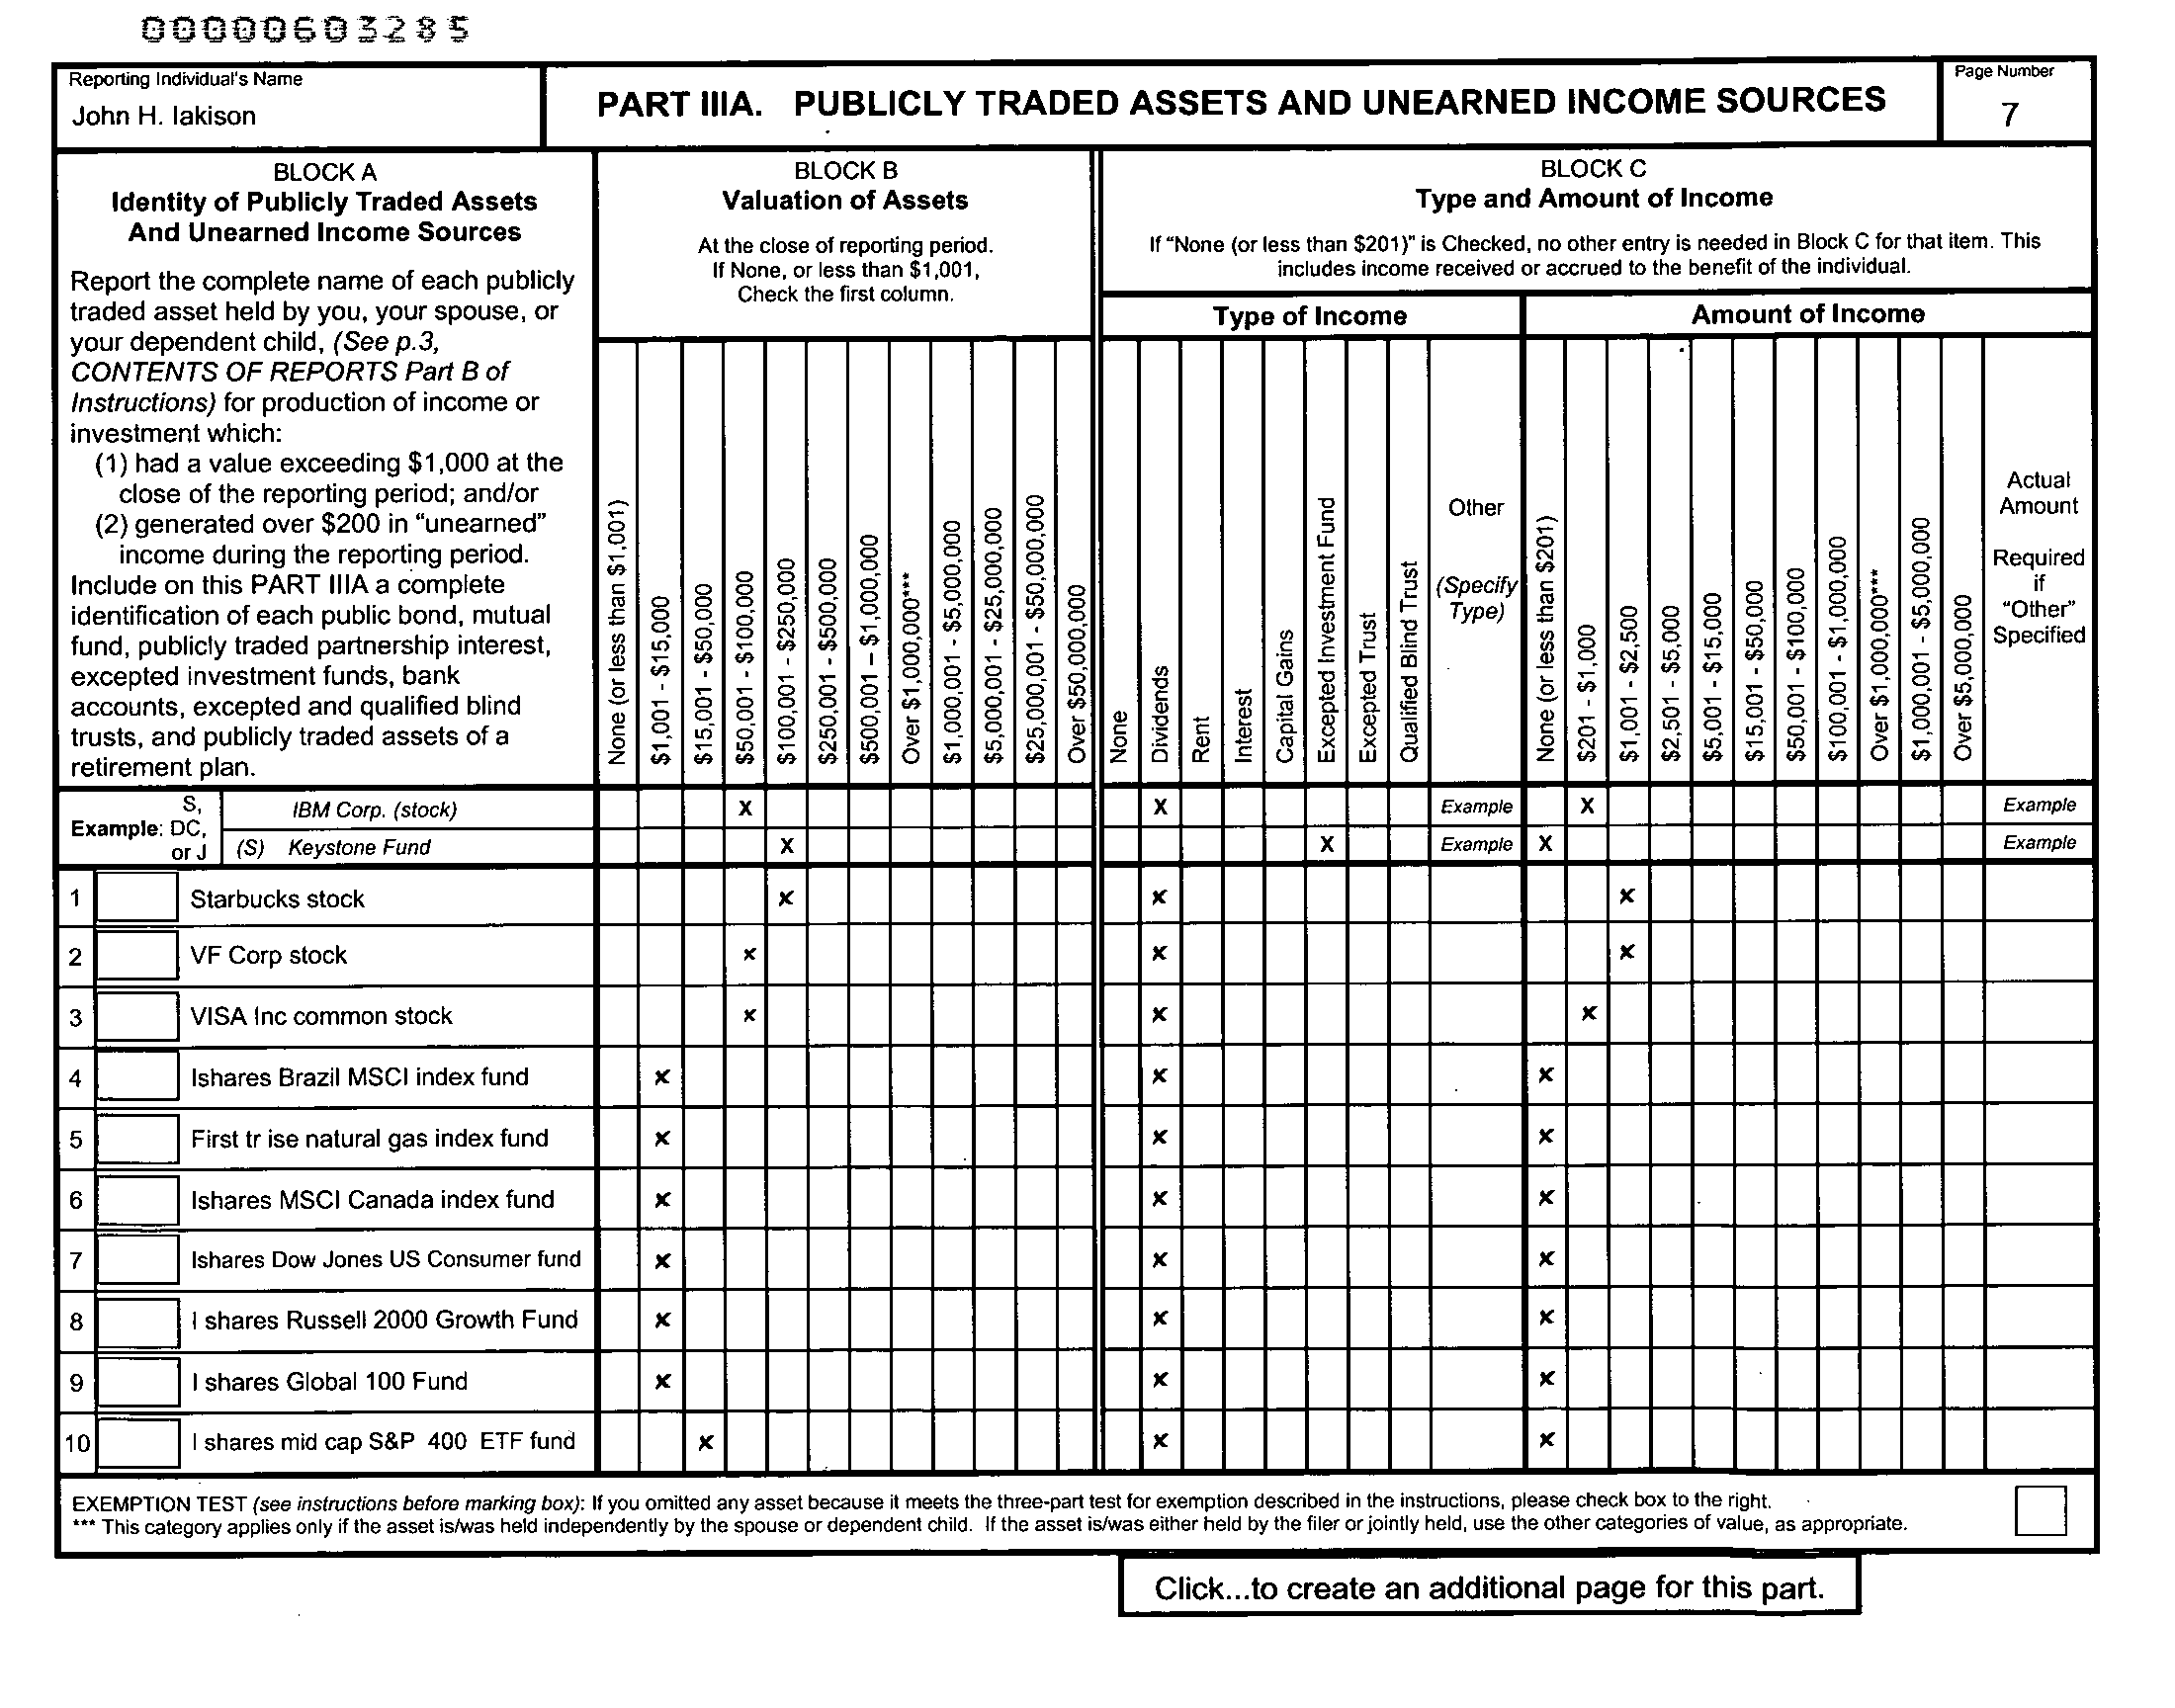 00000603285
Reporting Individual's Name
John H. Iakison
PART IIIA. PUBLICLY TRADED ASSETS AND UNEARNED INCOME SOURCES
Page Number
7
BLOCK A
Identity of Publicly Traded Assets
And Unearned Income Sources
Report the complete name of each publicly
traded asset held by you, your spouse, or
your dependent child, (See p.3,
CONTENTS OF REPORTS Part B of
Instructions) for production of income or
investment which:
(1) had a value exceeding $1,000 at the
close of the reporting period; and/or
(2) generated over $200 in "unearned"
income during the reporting period.
Include on this PART IIIA a complete
identification of each public bond, mutual
fund, publicly traded partnership interest,
excepted investment funds, bank
accounts, excepted and qualified blind
trusts, and publicly traded assets of a
retirement plan.
BLOCK B
Valuation of Assets
At the close of reporting period.
If None, or less than $1,001,
Check the first column.
None (or less than $1,001)
$1,001 - $15,000
$15,001 - $50,000
$50,001 - $100,000
$100,001 - $250,000
$250,001 - $500,000
$500,001 – $1,000,000
Over $1,000,000***
$1,000,001 - $5,000,000
$5,000,001 - $25,000,000
$25,000,001 - $50,000,000
Over $50,000,000
BLOCK C
Type and Amount of Income
If "None (or less than $201)" is Checked, no other entry is needed in Block C for that item. This
includes income received or accrued to the benefit of the individual.
Type of Income
None
Dividends
Rent
Interest
Capital Gains
Excepted Investment Fund
Excepted Trust
Qualified Blind Trust
Other
(Specify
Type)
Amount of Income
None (or less than $201)
$201 - $1,000
$1,001 - $2,500
$2,501 - $5,000
$5,001 - $15,000
$15,001 - $50,000
$50,001 - $100,000
$100,001 - $1,000,000
Over $1,000,000***
$1,000,001 - $5,000,000
Over $5,000,000
Actual
Amount
Required
if
"Other"
Specified
Example: S, DC, or J
IBM Corp. (stock) X X Example X Example
(S) Keystone Fund X X Example X Example
1 Starbucks stock x x x
2 VF Corp stock x x x
3 VISA Inc common stock x x x
4 Ishares Brazil MSCI index fund x x x
5 First tr ise natural gas index fund x x x
6 Ishares MSCI Canada index fund x x x
7 Ishares Dow Jones US Consumer fund x x x
8 I shares Russell 2000 Growth Fund x x x
9 I shares Global 100 Fund x x x
10 I shares mid cap S&P 400 ETF fund x x x
EXEMPTION TEST (see instructions before marking box): If you omitted any asset because it meets the three-part test for exemption described in the instructions, please check box to the right.
*** This category applies only if the asset is/was held independently by the spouse or dependent child. If the asset is/was either held by the filer or jointly held, use the other categories of value, as appropriate.
Click...to create an additional page for this part.